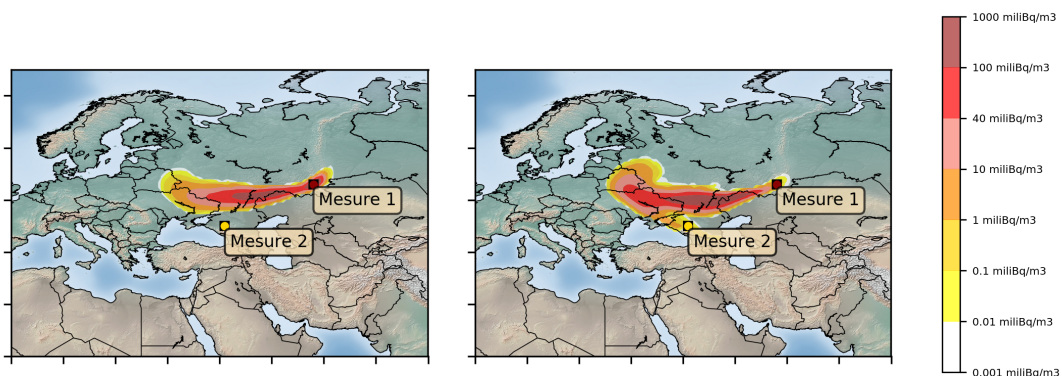 Mesure 1
Mesure 2
Mesure 1
Mesure 2
1000 miliBq/m3
100 miliBq/m3
40 miliBq/m3
10 miliBq/m3
1 miliBq/m3
0.1 miliBq/m3
0.01 miliBq/m3
0.001 miliBq/m3